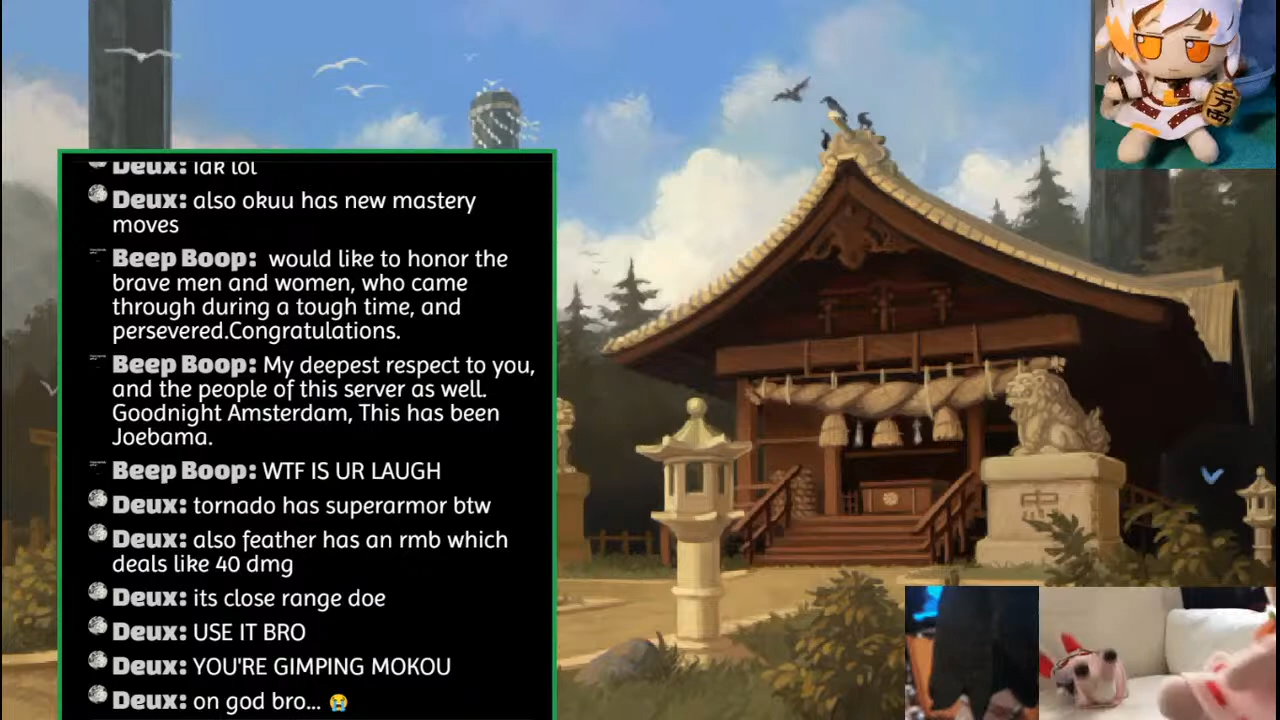 Deux: idk lol
Deux: also okuu has new mastery
moves
Beep Boop: would like to honor the
brave men and women, who came
through during a tough time, and
persevered.Congratulations.
Beep Boop: My deepest respect to you,
and the people of this server as well.
Goodnight Amsterdam, This has been
Joebama.
Beep Boop: WTF IS UR LAUGH
Deux: tornado has superarmor btw
Deux: also feather has an rmb which
deals like 40 dmg
Deux: its close range doe
Deux: USE IT BRO
Deux: YOU'RE GIMPING MOKOU
Deux: on god bro... 😭